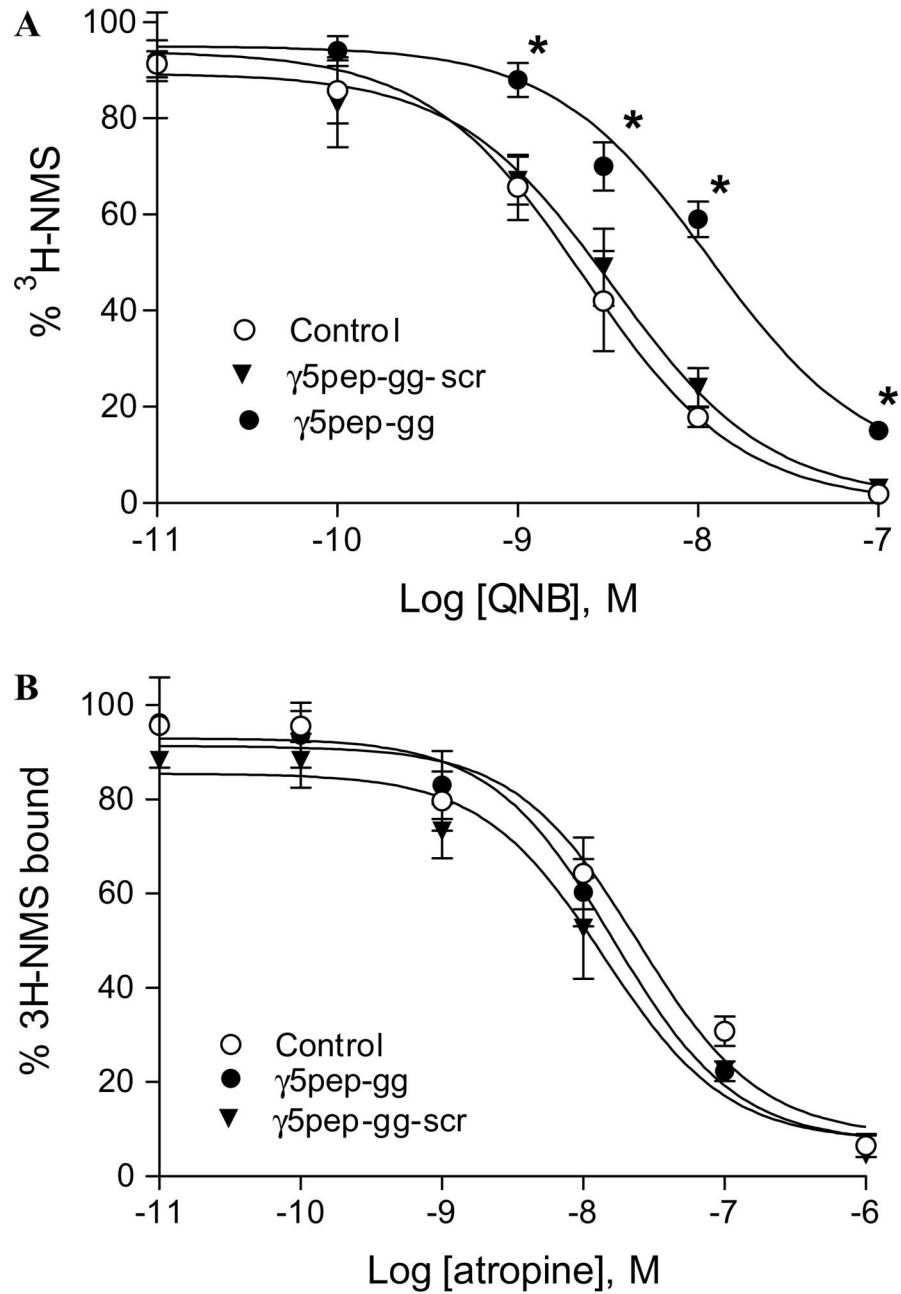 A
100
*
*
80
*
60
% ³H-NMS
40
Control
γ5pep-gg-scr
20
γ5pep-gg
*
0
-11 -10 -9 -8 -7
Log [QNB], M
B
100
80
60
% 3H-NMS bound
40
Control
20
γ5pep-gg
γ5pep-gg-scr
0
-11 -10 -9 -8 -7 -6
Log [atropine], M